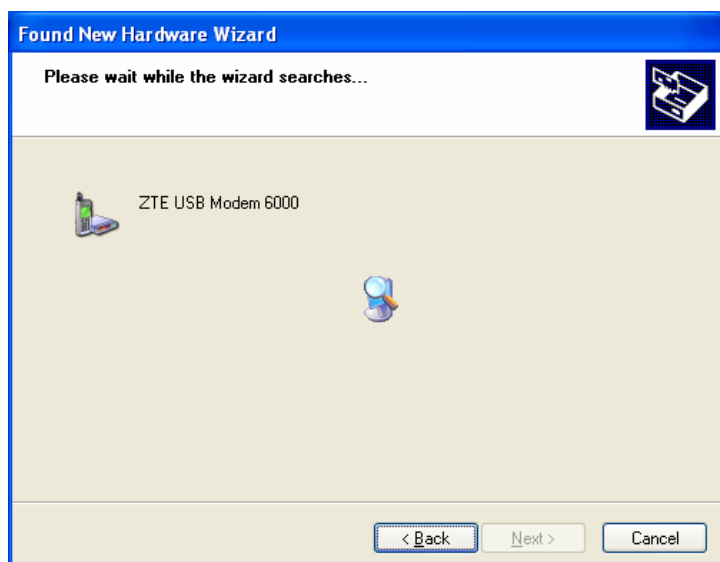 Found New Hardware Wizard
Please wait while the wizard searches...
ZTE USB Modem 6000
< Back
Next >
Cancel